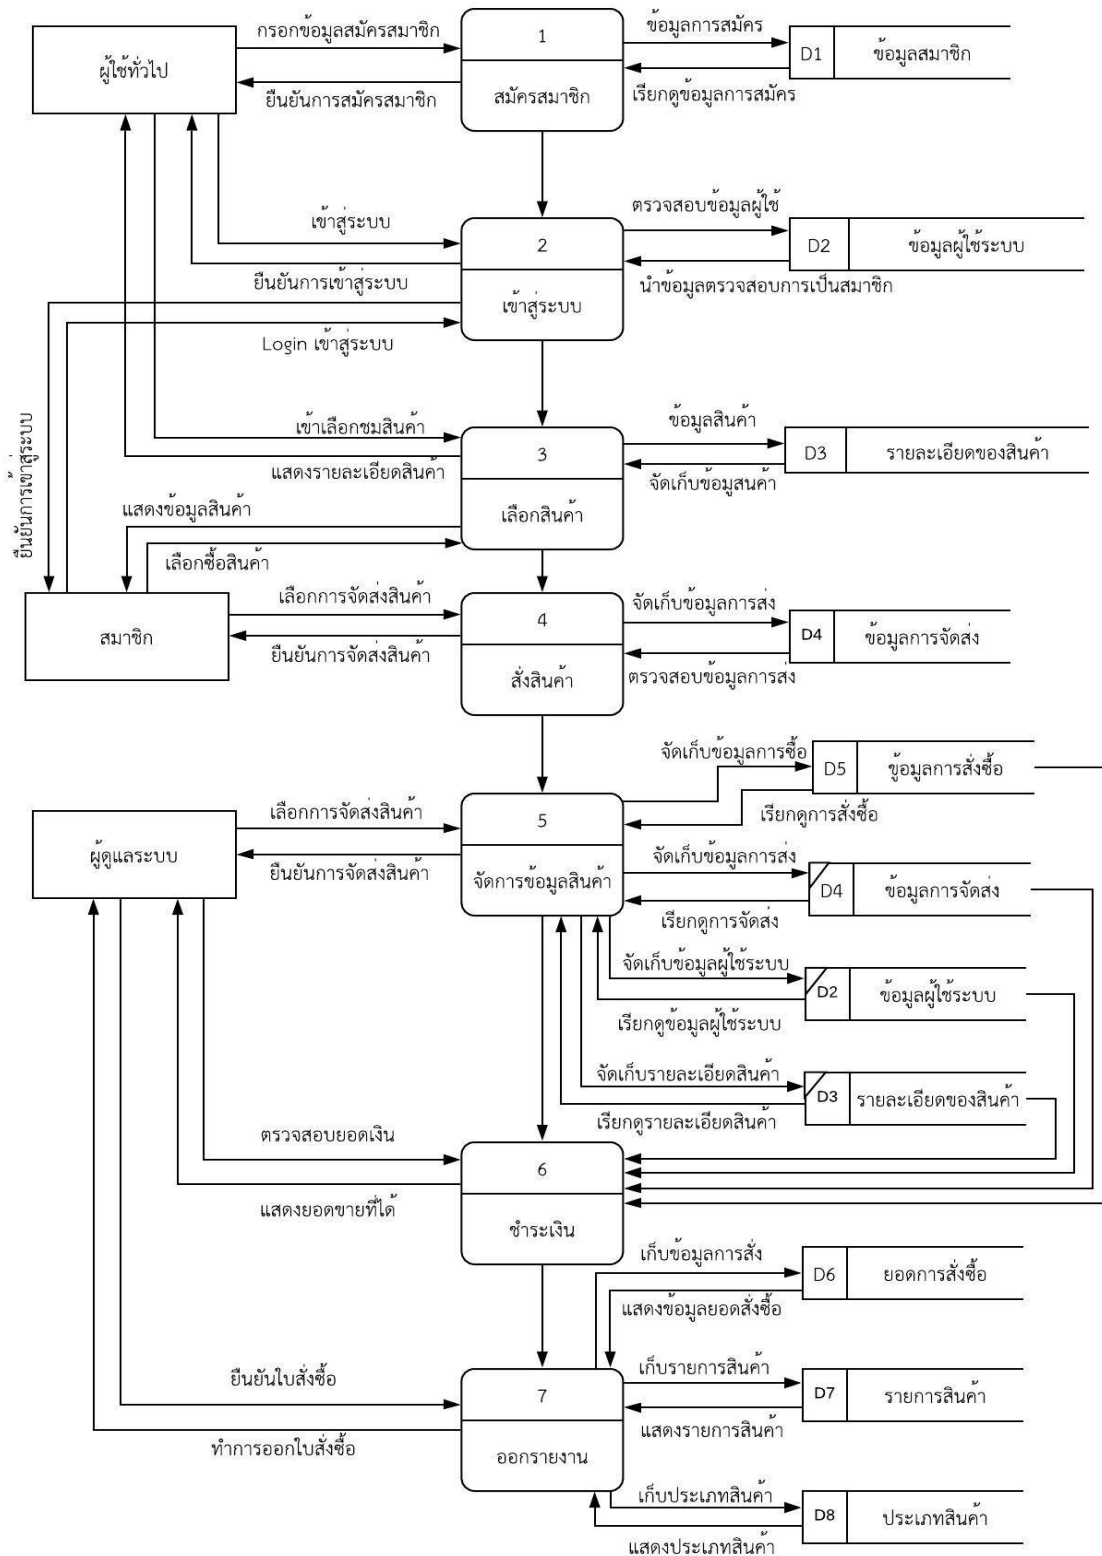 กรอกข้อมูลสมัครสมาชิก
1
ข้อมูลการสมัคร
ผู้ใช้ทั่วไป
D1
ข้อมูลสมาชิก
ยืนยันการสมัครสมาชิก
สมัครสมาชิก
เรียกดูข้อมูลการสมัคร
เข้าสู่ระบบ
2
ตรวจสอบข้อมูลผู้ใช้
D2
ข้อมูลผู้ใช้ระบบ
ยืนยันการเข้าสู่ระบบ
เข้าสู่ระบบ
นำข้อมูลตรวจสอบการเป็นสมาชิก
Login เข้าสู่ระบบ
ยืนยันการเข้าสู่ระบบ
เข้าเลือกชมสินค้า
3
ข้อมูลสินค้า
D3
รายละเอียดของสินค้า
แสดงรายละเอียดสินค้า
จัดเก็บข้อมูสนค้า
แสดงข้อมูลสินค้า
เลือกสินค้า
เลือกซื้อสินค้า
เลือกการจัดส่งสินค้า
4
จัดเก็บข้อมูลการส่ง
สมาชิก
D4
ข้อมูลการจัดส่ง
ยืนยันการจัดส่งสินค้า
สั่งสินค้า
ตรวจสอบข้อมูลการส่ง
จัดเก็บข้อมูลการซื้อ
D5
ข้อมูลการสั่งซื้อ
เลือกการจัดส่งสินค้า
5
เรียกดูการสั่งซื้อ
ผู้ดูแลระบบ
ยืนยันการจัดส่งสินค้า
จัดการข้อมูลสินค้า
จัดเก็บข้อมูลการส่ง
D4
ข้อมูลการจัดส่ง
เรียกดูการจัดส่ง
จัดเก็บข้อมูลผู้ใช้ระบบ
D2
ข้อมูลผู้ใช้ระบบ
เรียกดูข้อมูลผู้ใช้ระบบ
จัดเก็บรายละเอียดสินค้า
D3
รายละเอียดของสินค้า
เรียกดูรายละเอียดสินค้า
ตรวจสอบยอดเงิน
6
แสดงยอดขายที่ได้
ชำระเงิน
เก็บข้อมูลการสั่ง
D6
ยอดการสั่งซื้อ
แสดงข้อมูลยอดสั่งซื้อ
ยืนยันใบสั่งซื้อ
7
เก็บรายการสินค้า
D7
รายการสินค้า
แสดงรายการสินค้า
ทำการออกใบสั่งซื้อ
ออกรายงาน
เก็บประเภทสินค้า
D8
ประเภทสินค้า
แสดงประเภทสินค้า